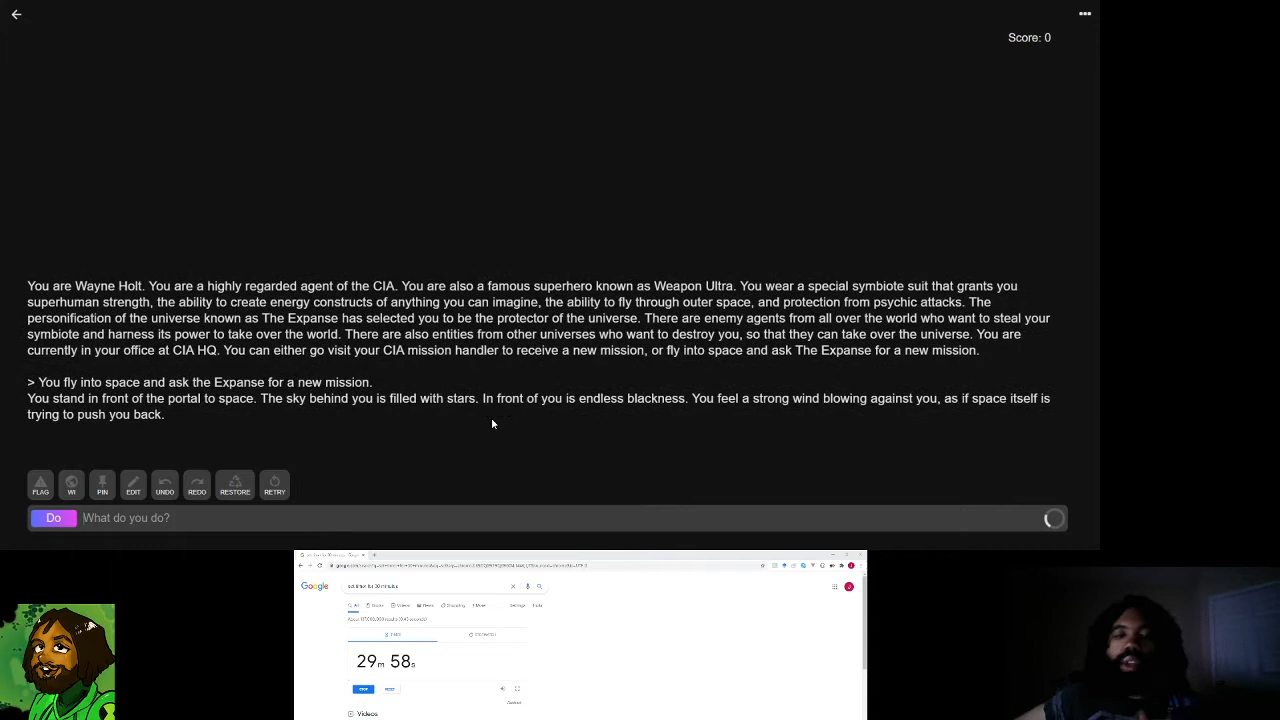 Score: 0
You are Wayne Holt. You are a highly regarded agent of the CIA. You are also a famous superhero known as Weapon Ultra. You wear a special symbiote suit that grants you
superhuman strength, the ability to create energy constructs of anything you can imagine, the ability to fly through outer space, and protection from psychic attacks. The
personification of the universe known as The Expanse has selected you to be the protector of the universe. There are enemy agents from all over the world who want to steal your
symbiote and harness its power to take over the world. There are also entities from other universes who want to destroy you, so that they can take over the universe. You are
currently in your office at CIA HQ. You can either go visit your CIA mission handler to receive a new mission, or fly into space and ask The Expanse for a new mission.
> You fly into space and ask the Expanse for a new mission.
You stand in front of the portal to space. The sky behind you is filled with stars. In front of you is endless blackness. You feel a strong wind blowing against you, as if space itself is
trying to push you back.
FLAG WI PIN EDIT UNDO REDO RESTORE RETRY
Do What do you do?
Google
All Videos News Shopping More Settings
29m 58s
STOP RESET
Videos